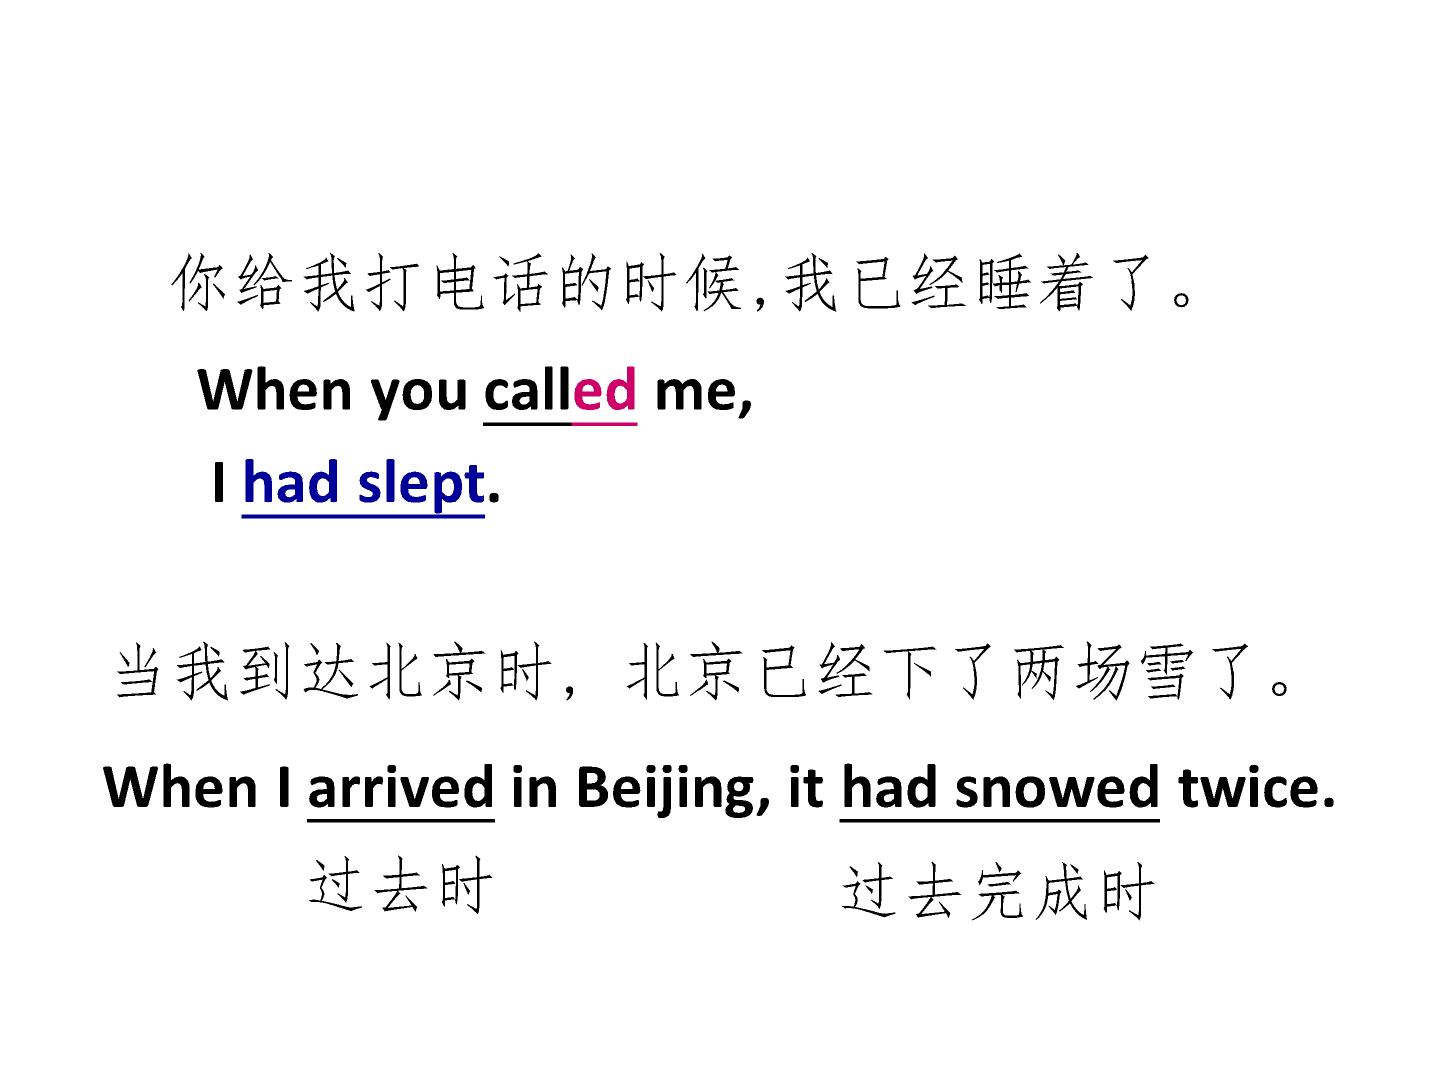 你给我打电话的时候,我已经睡着了。
When you called me,
I had slept.
当我到达北京时，北京已经下了两场雪了。
When I arrived in Beijing, it had snowed twice.
过去时 过去完成时